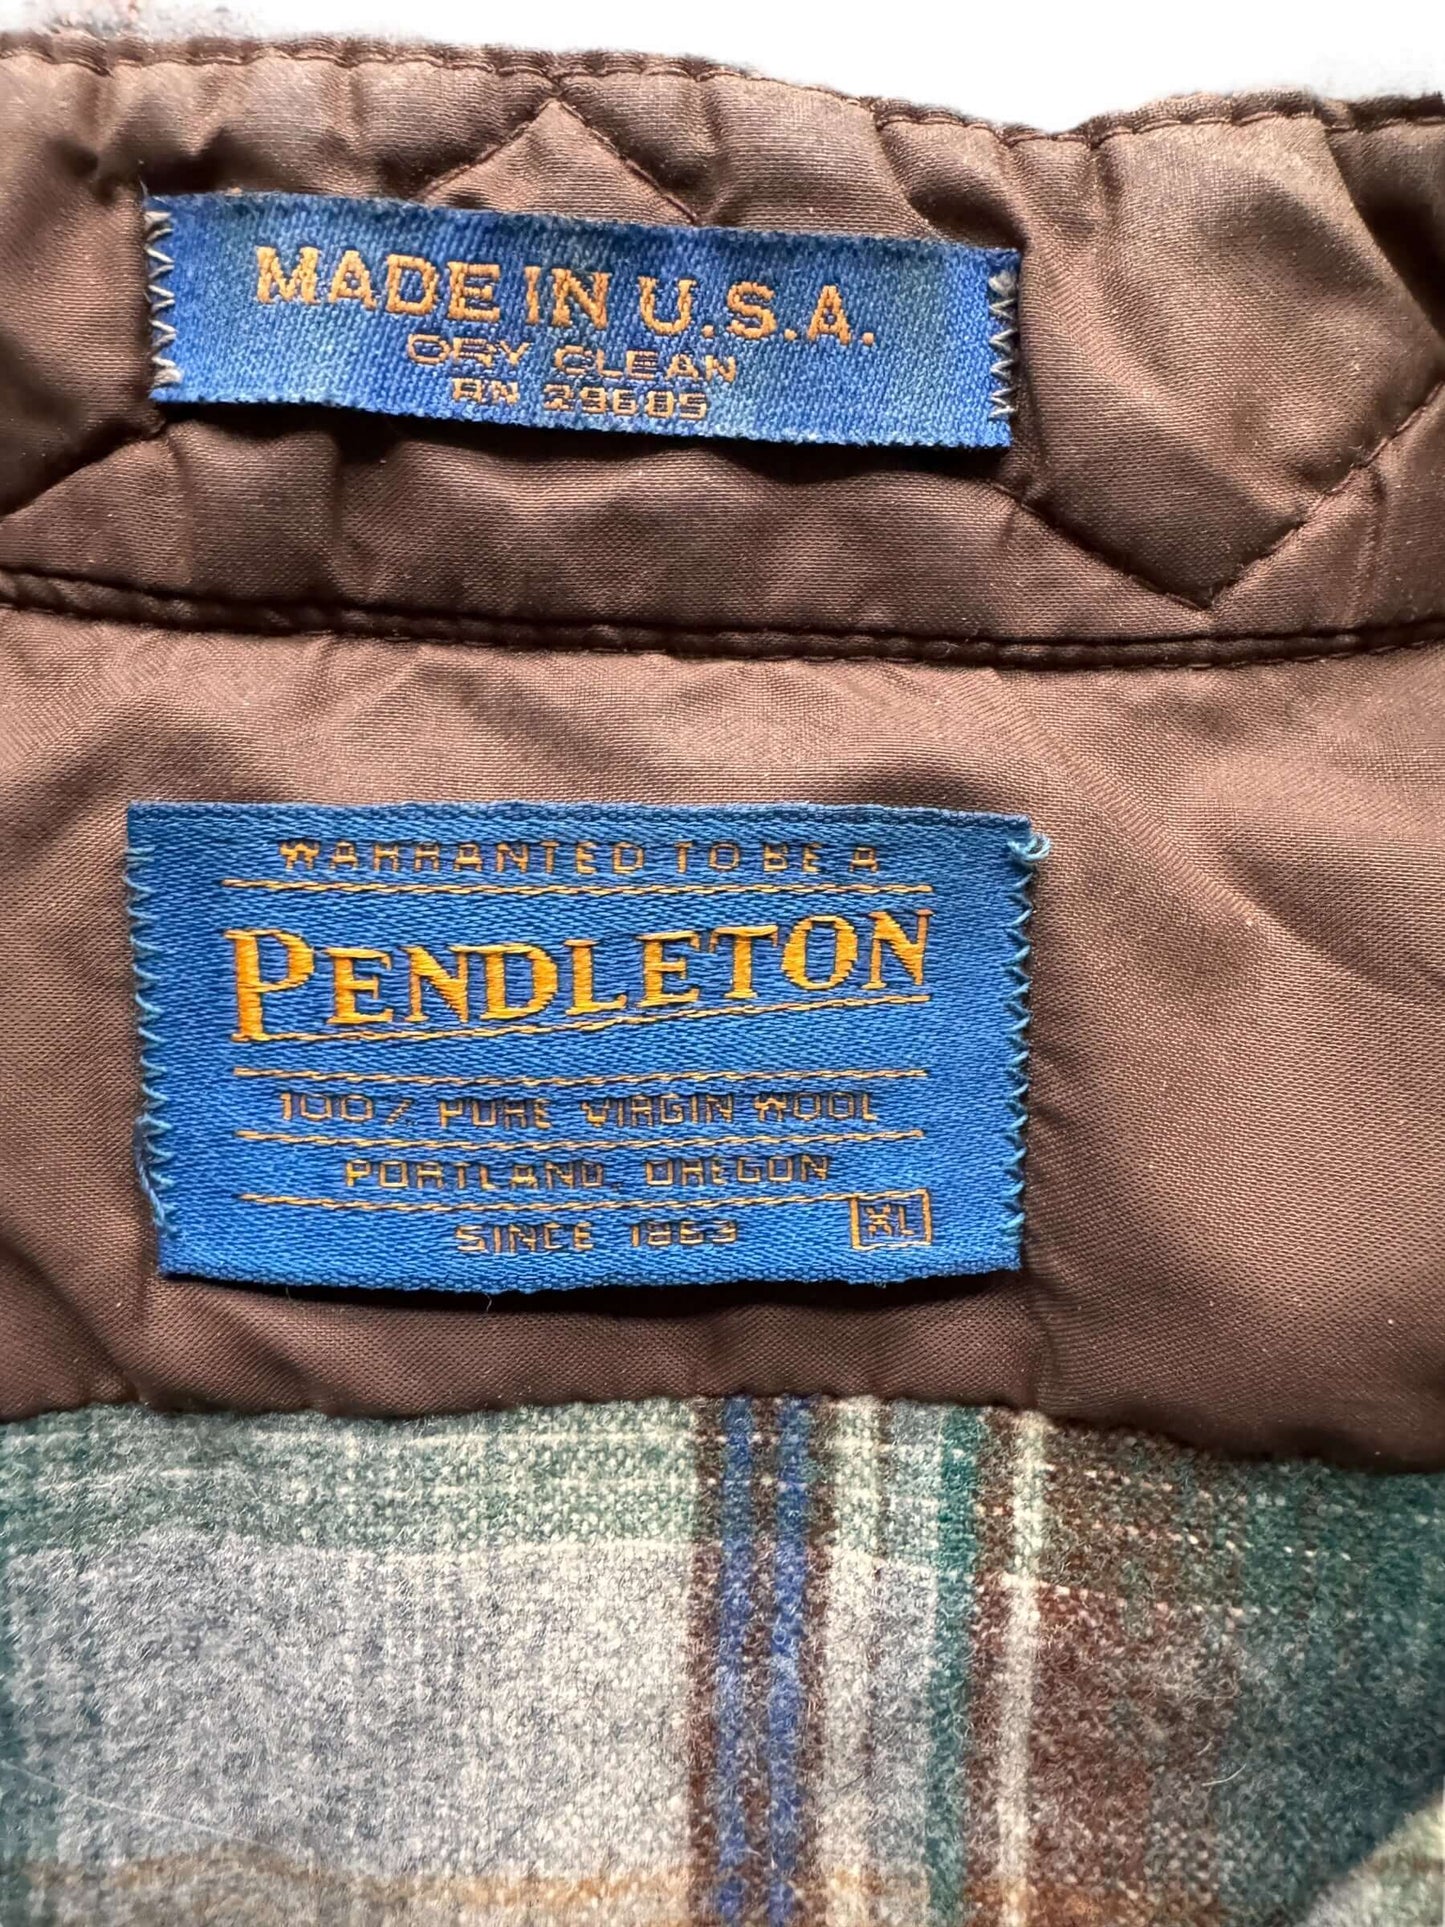 MADE IN U.S.A.
DRY CLEAN
RN 29685
WARRANTED TO BE A
PENDLETON
100% PURE VIRGIN WOOL
PORTLAND, OREGON
SINCE 1863 XL